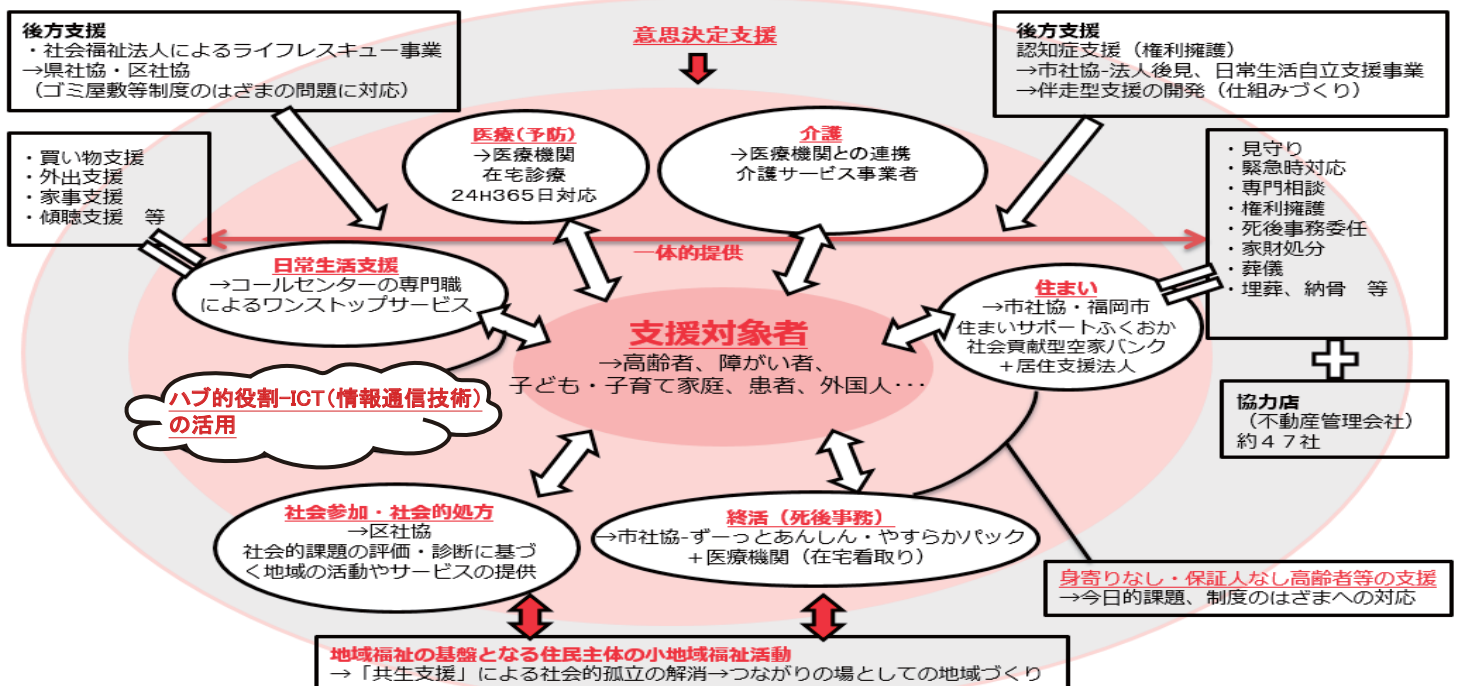 後方支援
・社会福祉法人によるライフレスキュー事業
→県社協・区社協
(ゴミ屋敷等制度のはざまの問題に対応)
意思決定支援
後方支援
認知症支援(権利擁護)
→市社協-法人後見、日常生活自立支援事業
→伴走型支援の開発(仕組みづくり)
・買い物支援
・外出支援
・家事支援
・傾聴支援 等
医療(予防)
→医療機関
在宅診療
24H365日対応
介護
→医療機関との連携
介護サービス事業者
・見守り
・緊急時対応
・専門相談
・権利擁護
・死後事務委任
・家財処分
・葬儀
・埋葬、納骨 等
一体的提供
日常生活支援
→コールセンターの専門職
によるワンストップサービス
住まい
→市社協・福岡市
住まいサポートふくおか
社会貢献型空家バンク
+居住支援法人
支援対象者
→高齢者、障がい者、
子ども・子育て家庭、患者、外国人・・・
ハブ的役割-ICT(情報通信技術)
の活用
協力店
(不動産管理会社)
約47社
社会参加・社会的処方
→区社協
社会的課題の評価・診断に基づ
く地域の活動やサービスの提供
終活(死後事務)
→市社協-ずーっとあんしん・やすらかパック
+医療機関(在宅看取り)
身寄りなし・保証人なし高齢者等の支援
→今日的課題、制度のはざまへの対応
地域福祉の基盤となる住民主体の小地域福祉活動
→「共生支援」による社会的孤立の解消→つながりの場としての地域づくり